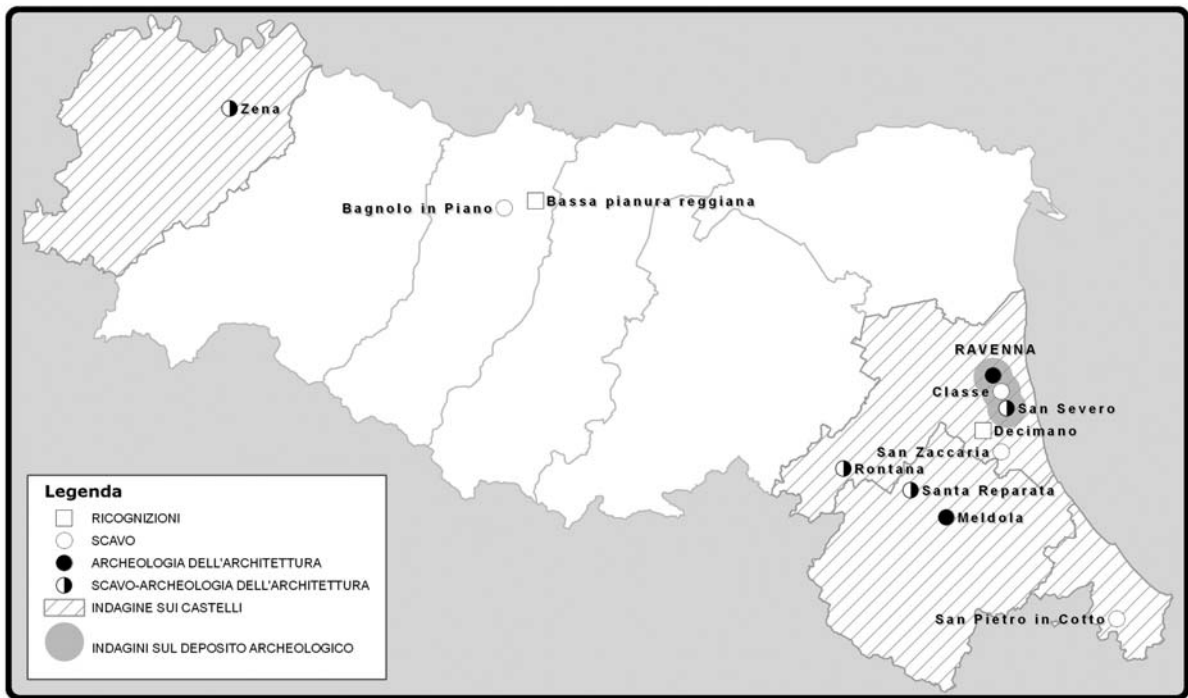 Zena
Bagnolo in Piano
Bassa pianura reggiana
RAVENNA
Classe
San Severo
Decimano
San Zaccaria
Rontana
Santa Reparata
Meldola
San Pietro in Cotto
Legenda
RICOGNIZIONI
SCAVO
ARCHEOLOGIA DELL'ARCHITETTURA
SCAVO-ARCHEOLOGIA DELL'ARCHITETTURA
INDAGINE SUI CASTELLI
INDAGINI SUL DEPOSITO ARCHEOLOGICO